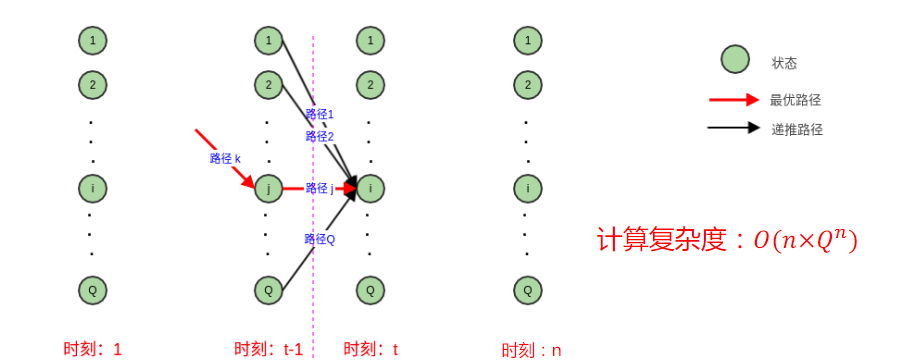 1 1 1 1
状态
2 2 2 2
最优路径
路径1
路径2
递推路径
路径 k
i j 路径 j i i
路径Q
计算复杂度：O(n×Qⁿ)
Q Q Q Q
时刻：1 时刻：t-1 时刻：t 时刻：n